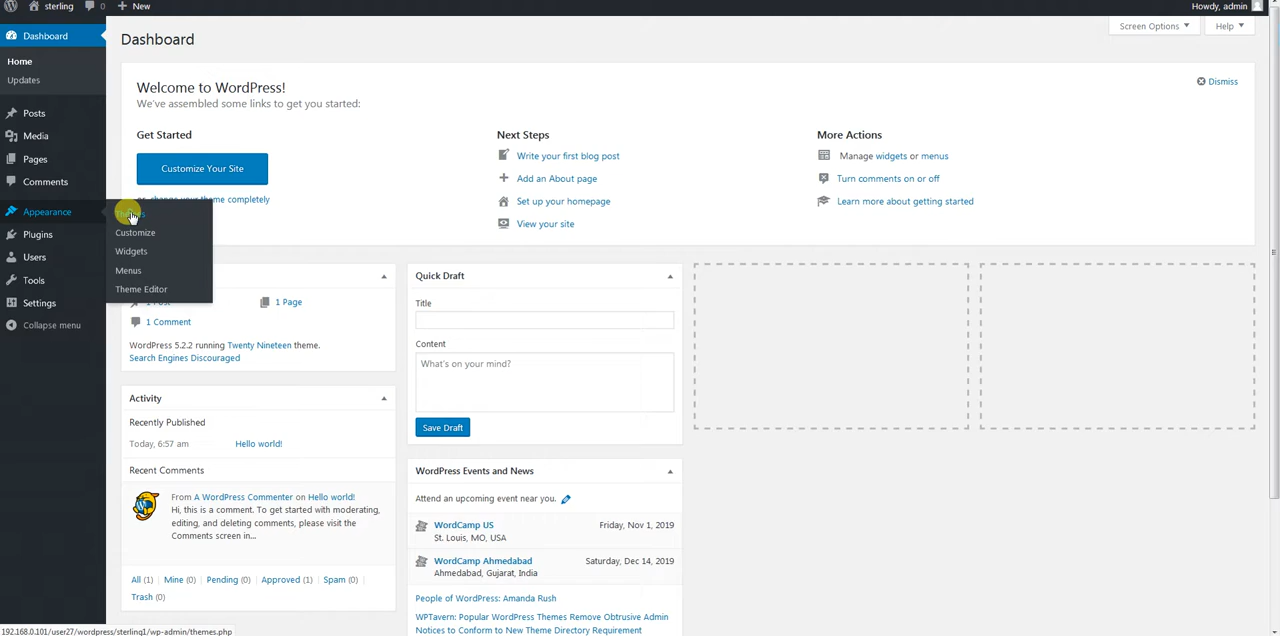 sterling
0
New
Howdy, admin
Dashboard
Home
Updates
Posts
Media
Pages
Comments
Appearance
Plugins
Users
Tools
Settings
Collapse menu
Themes
Customize
Widgets
Menus
Theme Editor
Dashboard
Screen Options
Help
Welcome to WordPress!
We've assembled some links to get you started:
Dismiss
Get Started
Customize Your Site
change your theme completely
Next Steps
Write your first blog post
Add an About page
Set up your homepage
View your site
More Actions
Manage widgets or menus
Turn comments on or off
Learn more about getting started
1 Page
1 Comment
WordPress 5.2.2 running Twenty Nineteen theme.
Search Engines Discouraged
Activity
Recently Published
Today, 6:57 am Hello world!
Recent Comments
From A WordPress Commenter on Hello world!
Hi, this is a comment. To get started with moderating,
editing, and deleting comments, please visit the
Comments screen in...
All (1) Mine (0) Pending (0) Approved (1) Spam (0)
Trash (0)
Quick Draft
Title
Content
What's on your mind?
Save Draft
WordPress Events and News
Attend an upcoming event near you.
WordCamp US Friday, Nov 1, 2019
St. Louis, MO, USA
WordCamp Ahmedabad Saturday, Dec 14, 2019
Ahmedabad, Gujarat, India
People of WordPress: Amanda Rush
WPTavern: Popular WordPress Themes Remove Obtrusive Admin
Notices to Conform to New Theme Directory Requirement
192.168.0.101/user27/wordpress/sterling1/wp-admin/themes.php